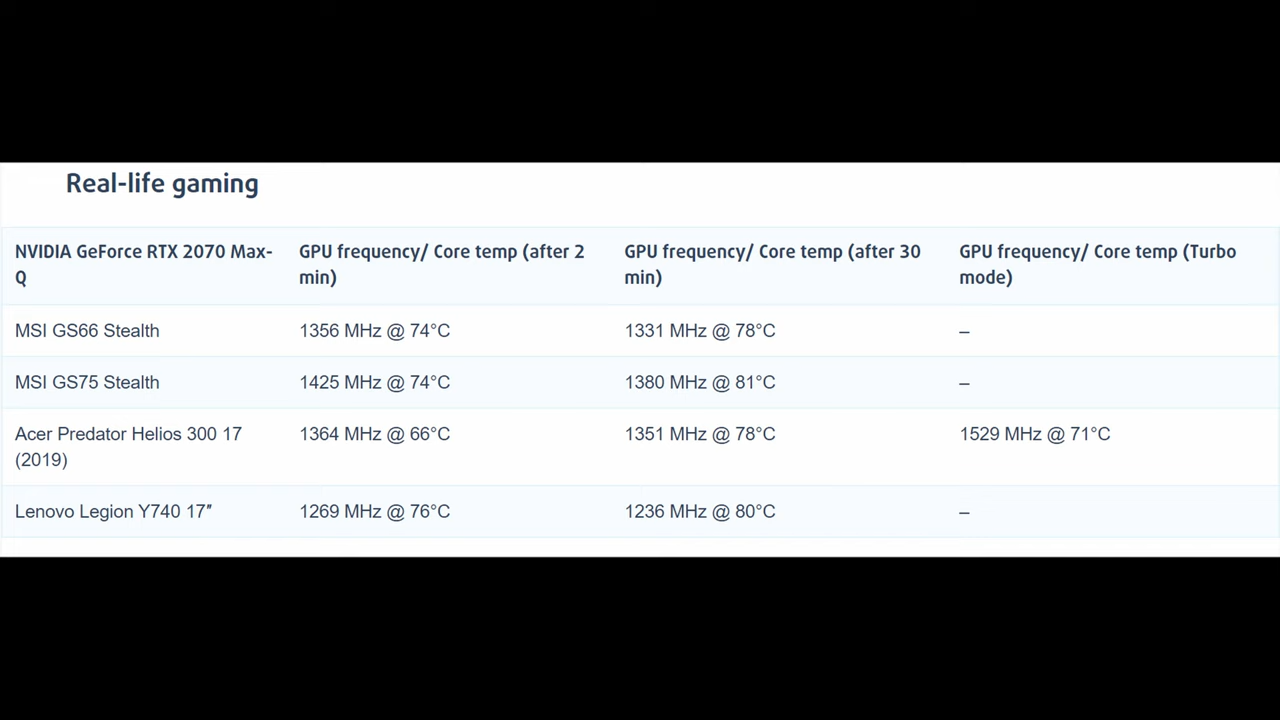 Real-life gaming
NVIDIA GeForce RTX 2070 Max-
Q
GPU frequency/ Core temp (after 2
min)
GPU frequency/ Core temp (after 30
min)
GPU frequency/ Core temp (Turbo
mode)
MSI GS66 Stealth
1356 MHz @ 74°C
1331 MHz @ 78°C
–
MSI GS75 Stealth
1425 MHz @ 74°C
1380 MHz @ 81°C
–
Acer Predator Helios 300 17
(2019)
1364 MHz @ 66°C
1351 MHz @ 78°C
1529 MHz @ 71°C
Lenovo Legion Y740 17″
1269 MHz @ 76°C
1236 MHz @ 80°C
–